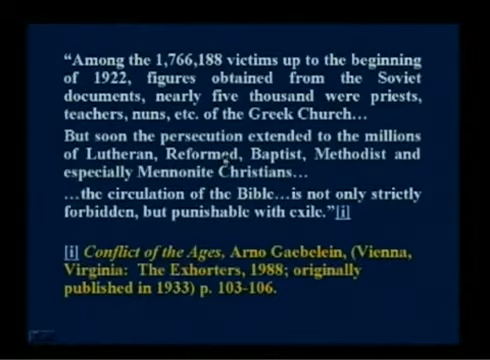 “Among the 1,766,188 victims up to the beginning
of 1922, figures obtained from the Soviet
documents, nearly five thousand were priests,
teachers, nuns, etc. of the Greek Church…
But soon the persecution extended to the millions
of Lutheran, Reformed, Baptist, Methodist and
especially Mennonite Christians…
…the circulation of the Bible…is not only strictly
forbidden, but punishable with exile.”[i]
[i] Conflict of the Ages, Arno Gaebelein, (Vienna,
Virginia: The Exhorters, 1988; originally
published in 1933) p. 103-106.